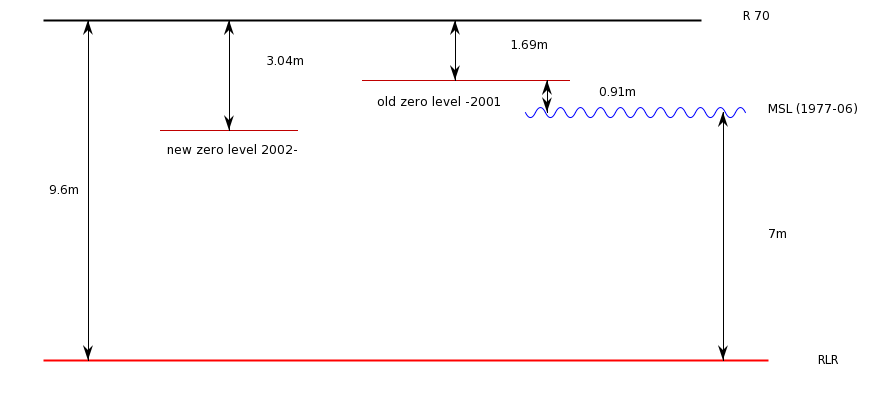 R 70
1.69m
3.04m
0.91m
old zero level -2001
MSL (1977-06)
new zero level 2002-
9.6m
7m
RLR